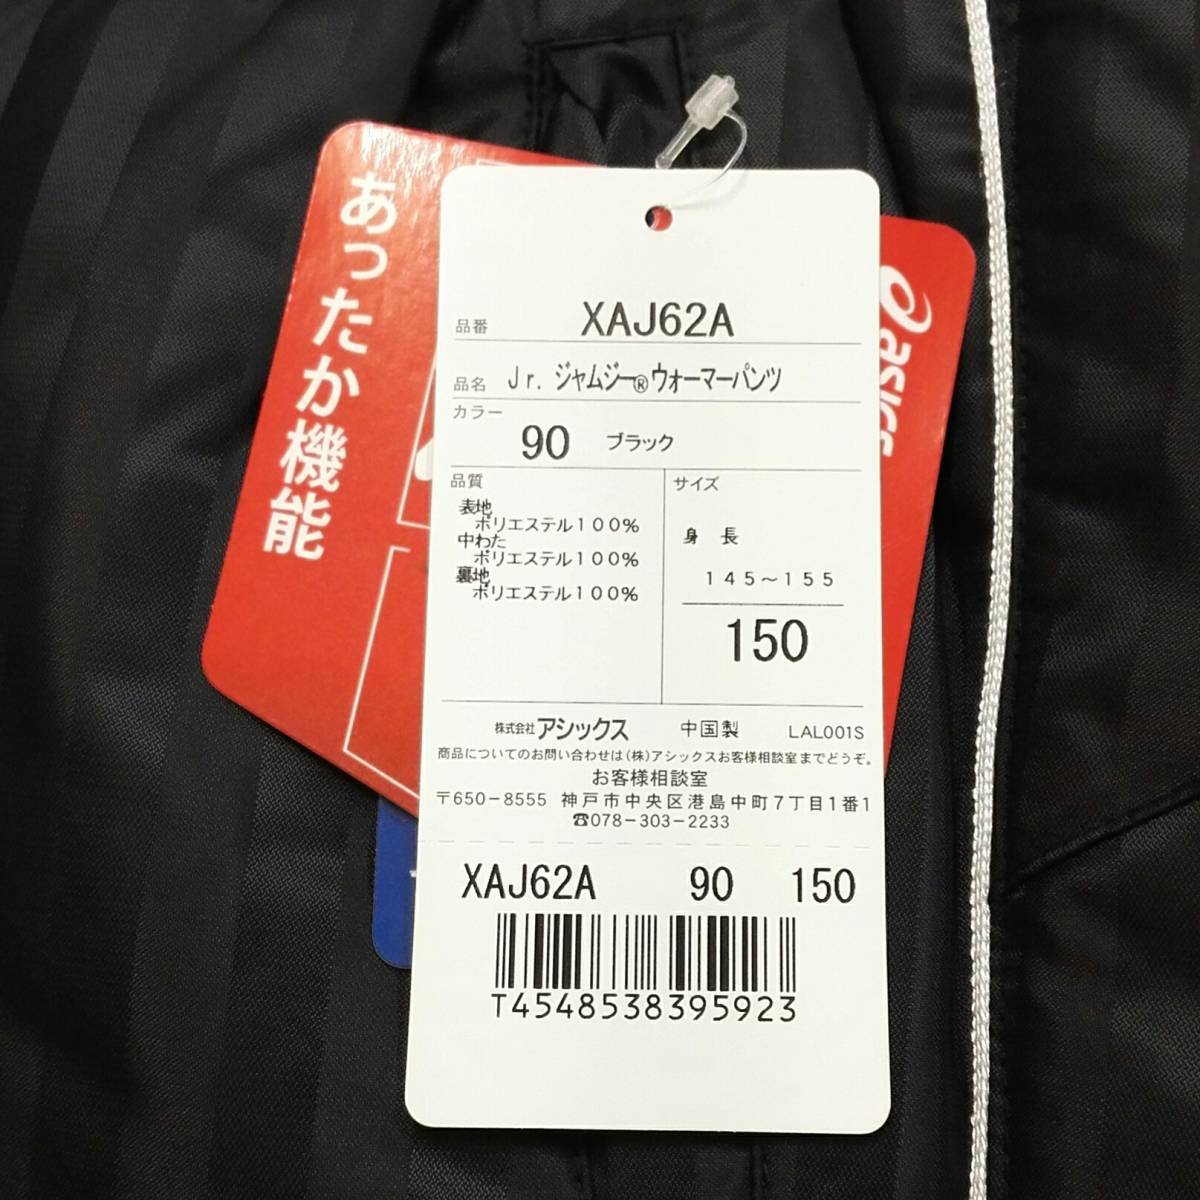 あったか機能
asics
品番 XAJ62A
品名 Jr. ジャムジー®ウォーマーパンツ
カラー
90 ブラック
品質
表地
ポリエステル100%
中わた
ポリエステル100%
裏地
ポリエステル100%
サイズ
身 長
145～155
150
株式会社アシックス 中国製 LAL001S
商品についてのお問い合わせは(株)アシックスお客様相談室までどうぞ。
お客様相談室
〒650-8555 神戸市中央区港島中町7丁目1番1
☎078-303-2233
XAJ62A 90 150
T4548538395923